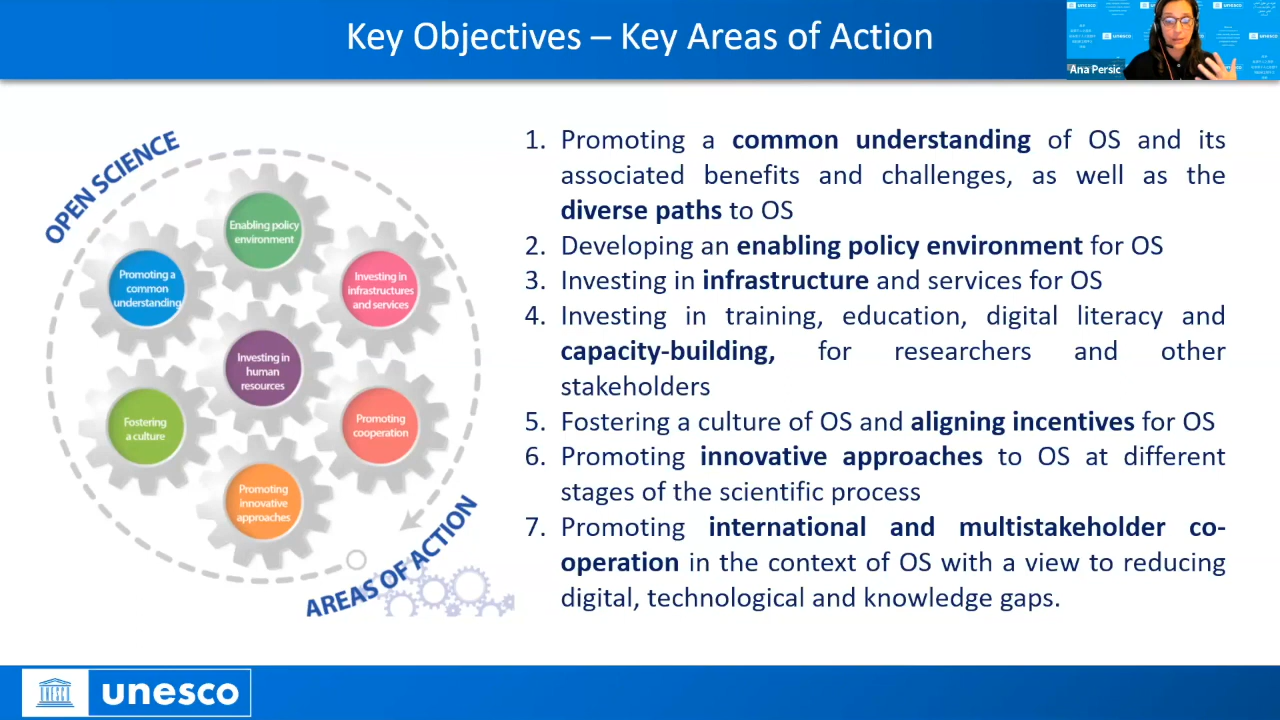 Key Objectives – Key Areas of Action
unesco
Ana Persic
OPEN SCIENCE
Enabling policy
environment
Promoting a
common
understanding
Investing in
infrastructures
and services
Investing in
human
resources
Fostering
a culture
Promoting
cooperation
Promoting
innovative
approaches
AREAS OF ACTION
1. Promoting a common understanding of OS and its
associated benefits and challenges, as well as the
diverse paths to OS
2. Developing an enabling policy environment for OS
3. Investing in infrastructure and services for OS
4. Investing in training, education, digital literacy and
capacity-building, for researchers and other
stakeholders
5. Fostering a culture of OS and aligning incentives for OS
6. Promoting innovative approaches to OS at different
stages of the scientific process
7. Promoting international and multistakeholder co-
operation in the context of OS with a view to reducing
digital, technological and knowledge gaps.
unesco